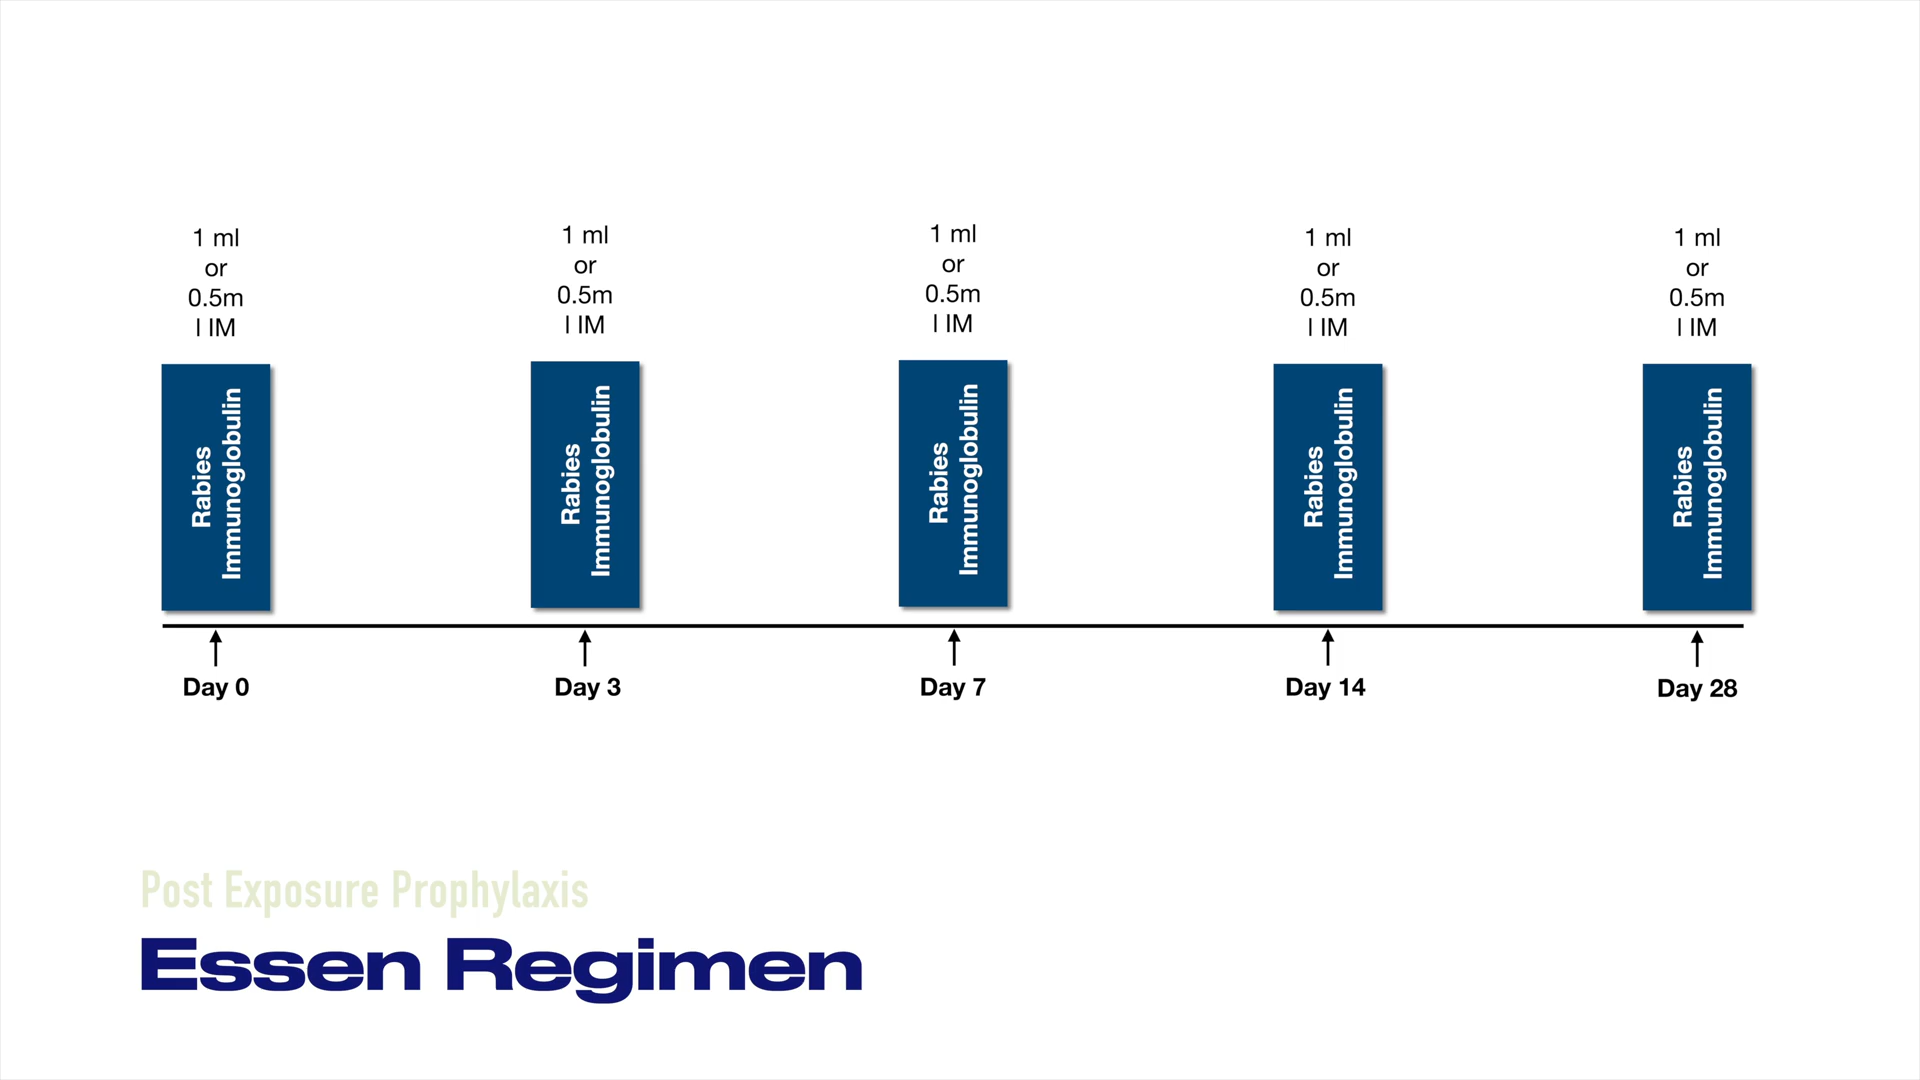 1 ml
or
0.5m
l IM
1 ml
or
0.5m
l IM
1 ml
or
0.5m
l IM
1 ml
or
0.5m
l IM
1 ml
or
0.5m
l IM
Rabies
Immunoglobulin
Rabies
Immunoglobulin
Rabies
Immunoglobulin
Rabies
Immunoglobulin
Rabies
Immunoglobulin
Day 0
Day 3
Day 7
Day 14
Day 28
Post Exposure Prophylaxis
Essen Regimen